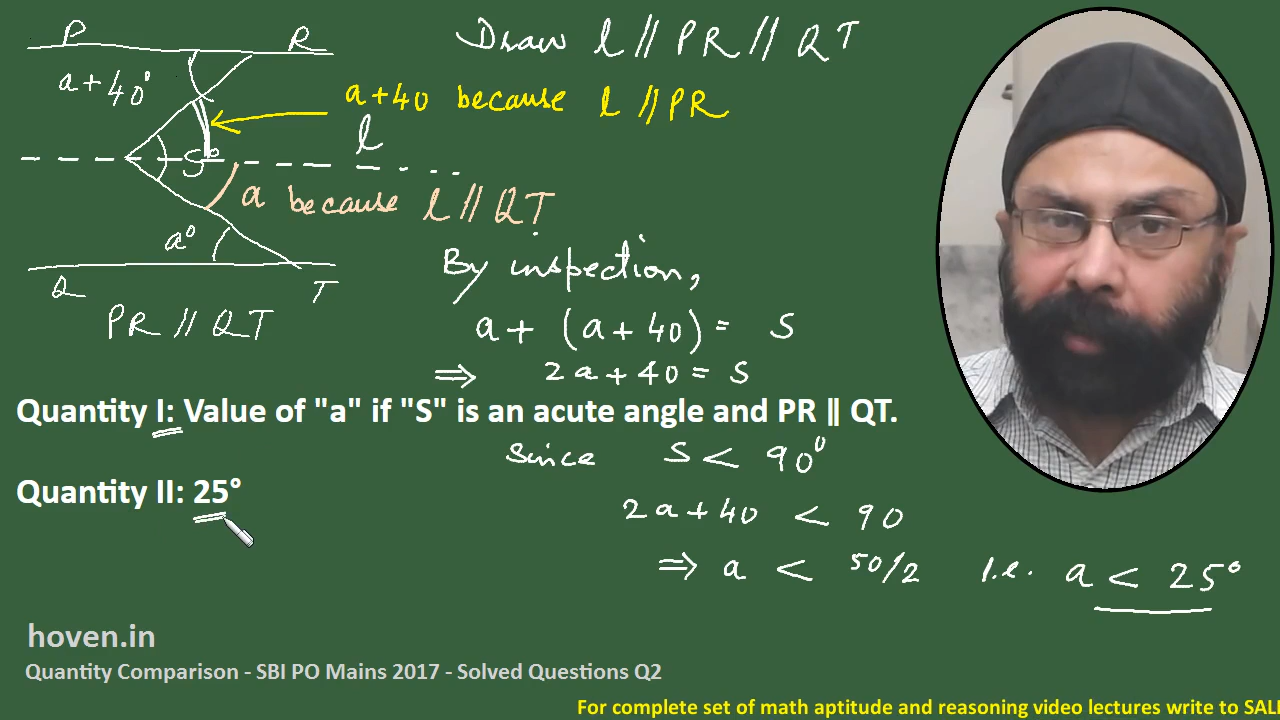 P
R
Draw l // PR // QT
a+40°
a+40 because l // PR
l
S°
a because l // QT
a°
By inspection,
Q
T
PR // QT
a + (a + 40) = S
⇒ 2a + 40 = S
Quantity I: Value of "a" if "S" is an acute angle and PR ∥ QT.
Since S < 90°
Quantity II: 25°
2a + 40 < 90
⇒ a < 50/2 i.e. a < 25°
hoven.in
Quantity Comparison - SBI PO Mains 2017 - Solved Questions Q2
For complete set of math aptitude and reasoning video lectures write to SALI